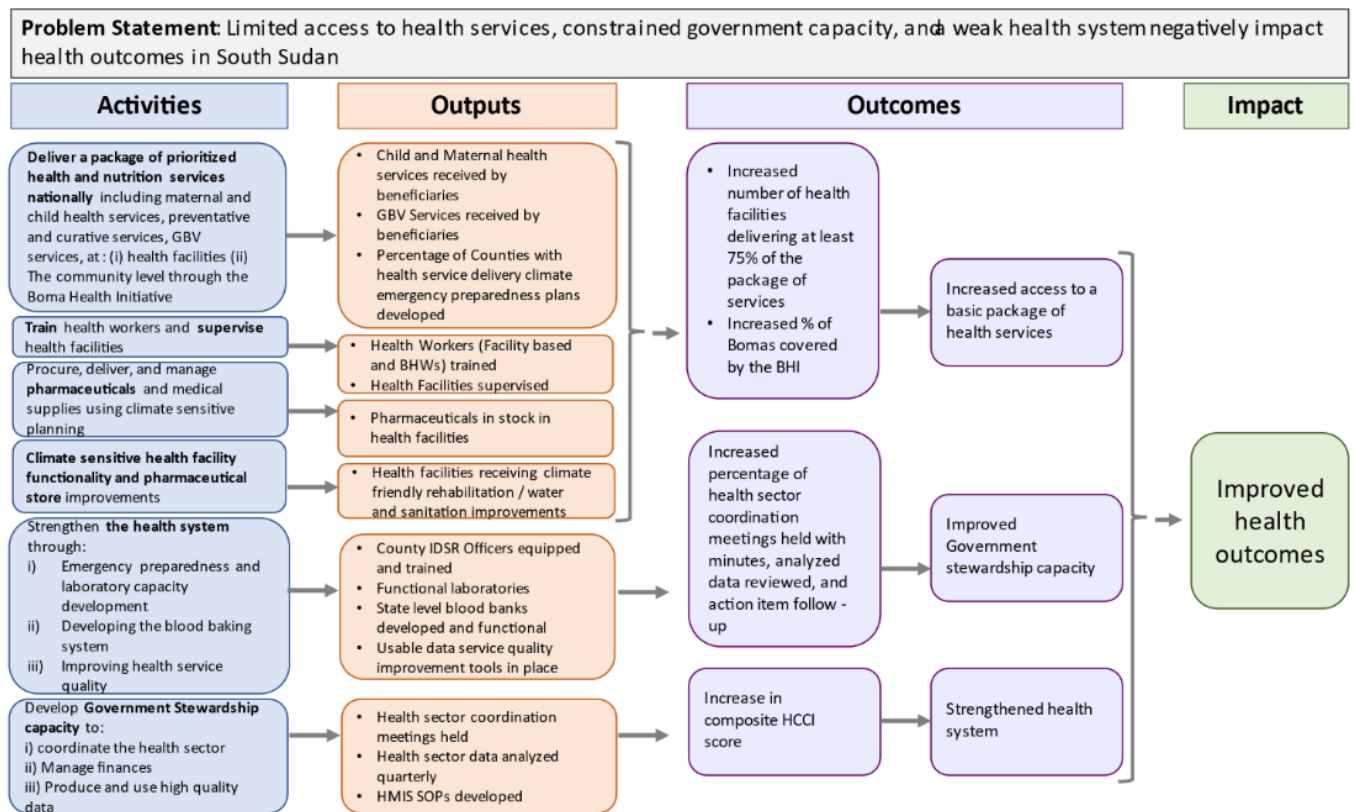 Problem Statement: Limited access to health services, constrained government capacity, and a weak health system negatively impact
health outcomes in South Sudan
Activities
Outputs
Outcomes
Impact
Deliver a package of prioritized
health and nutrition services
nationally including maternal and
child health services, preventative
and curative services, GBV
services, at: (i) health facilities (ii)
The community level through the
Boma Health Initiative
Train health workers and supervise
health facilities
Procure, deliver, and manage
pharmaceuticals and medical
supplies using climate sensitive
planning
Climate sensitive health facility
functionality and pharmaceutical
store improvements
Strengthen the health system
through:
i) Emergency preparedness and
laboratory capacity
development
ii) Developing the blood baking
system
iii) Improving health service
quality
Develop Government Stewardship
capacity to:
i) coordinate the health sector
ii) Manage finances
iii) Produce and use high quality
data
• Child and Maternal health
services received by
beneficiaries
• GBV Services received by
beneficiaries
• Percentage of Counties with
health service delivery climate
emergency preparedness plans
developed
• Health Workers (Facility based
and BHWs) trained
• Health Facilities supervised
• Pharmaceuticals in stock in
health facilities
• Health facilities receiving climate
friendly rehabilitation / water
and sanitation improvements
• County IDSR Officers equipped
and trained
• Functional laboratories
• State level blood banks
developed and functional
• Usable data service quality
improvement tools in place
• Health sector coordination
meetings held
• Health sector data analyzed
quarterly
• HMIS SOPs developed
• Increased
number of health
facilities
delivering at least
75% of the
package of
services
• Increased % of
Bomas covered
by the BHI
Increased
percentage of
health sector
coordination
meetings held with
minutes, analyzed
data reviewed, and
action item follow -
up
Increase in
composite HCCI
score
Increased access to a
basic package of
health services
Improved
Government
stewardship capacity
Strengthened health
system
Improved
health
outcomes